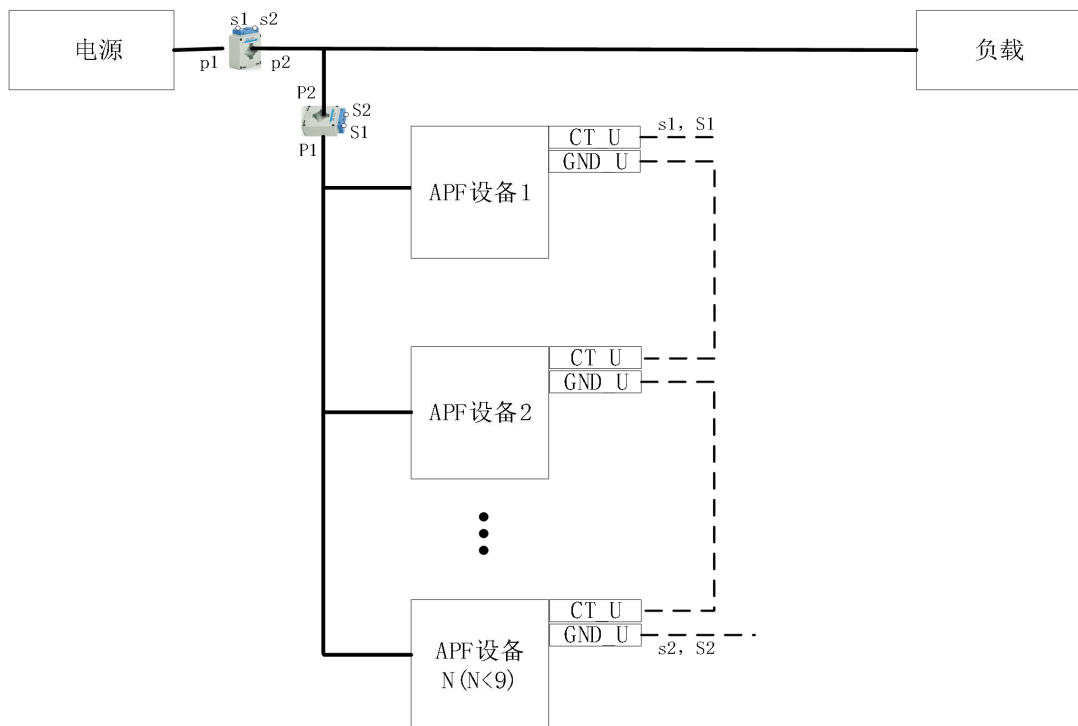 s1 s2
电源
负载
p1
p2
P2
S2
S1
P1
CT_U
s1, S1
GND_U
APF设备1
CT_U
GND_U
APF设备2
CT_U
GND_U
s2, S2
APF设备
N(N<9)